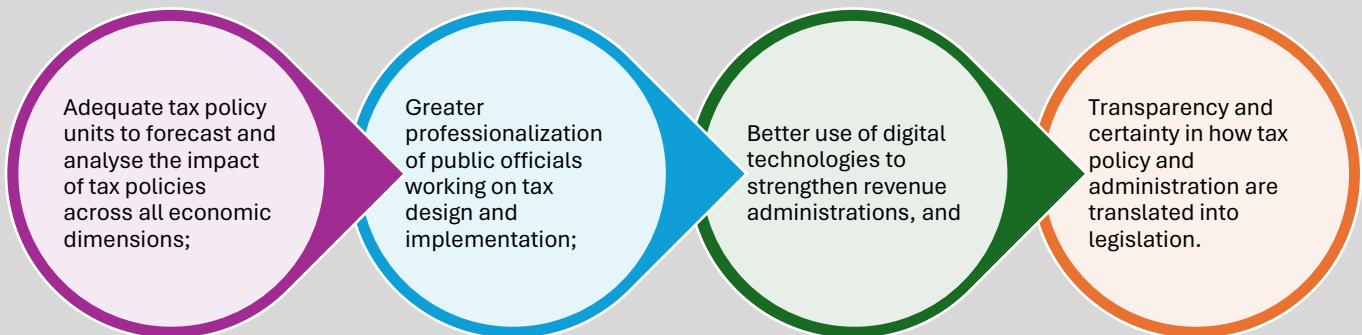 Adequate tax policy
units to forecast and
analyse the impact
of tax policies
across all economic
dimensions;
Greater
professionalization
of public officials
working on tax
design and
implementation;
Better use of digital
technologies to
strengthen revenue
administrations, and
Transparency and
certainty in how tax
policy and
administration are
translated into
legislation.